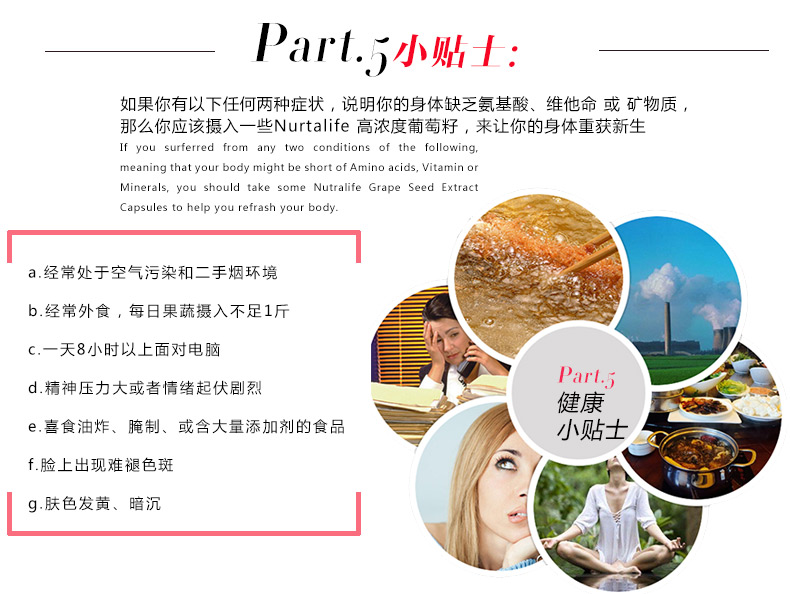 Part.5小贴士:
如果你有以下任何两种症状，说明你的身体缺乏氨基酸、维他命 或 矿物质，
那么你应该摄入一些Nurtalife 高浓度葡萄籽，来让你的身体重获新生
If you surferred from any two conditions of the following,
meaning that your body might be short of Amino acids, Vitamin or
Minerals, you should take some Nutralife Grape Seed Extract
Capsules to help you refrash your body.
a.经常处于空气污染和二手烟环境
b.经常外食，每日果蔬摄入不足1斤
c.一天8小时以上面对电脑
d.精神压力大或者情绪起伏剧烈
e.喜食油炸、腌制、或含大量添加剂的食品
f.脸上出现难褪色斑
g.肤色发黄、暗沉
Part.5
健康
小贴士